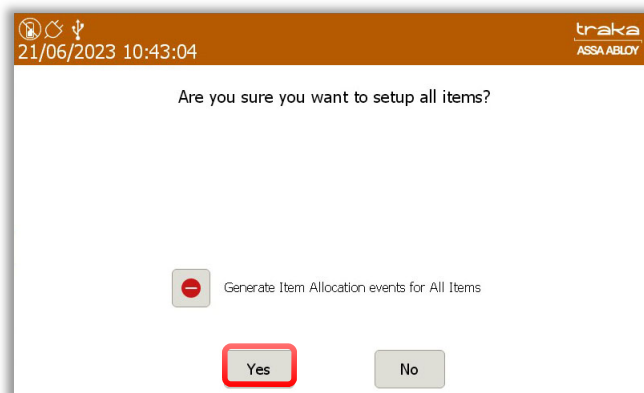 21/06/2023 10:43:04
traka
ASSA ABLOY
Are you sure you want to setup all items?
Generate Item Allocation events for All Items
Yes
No